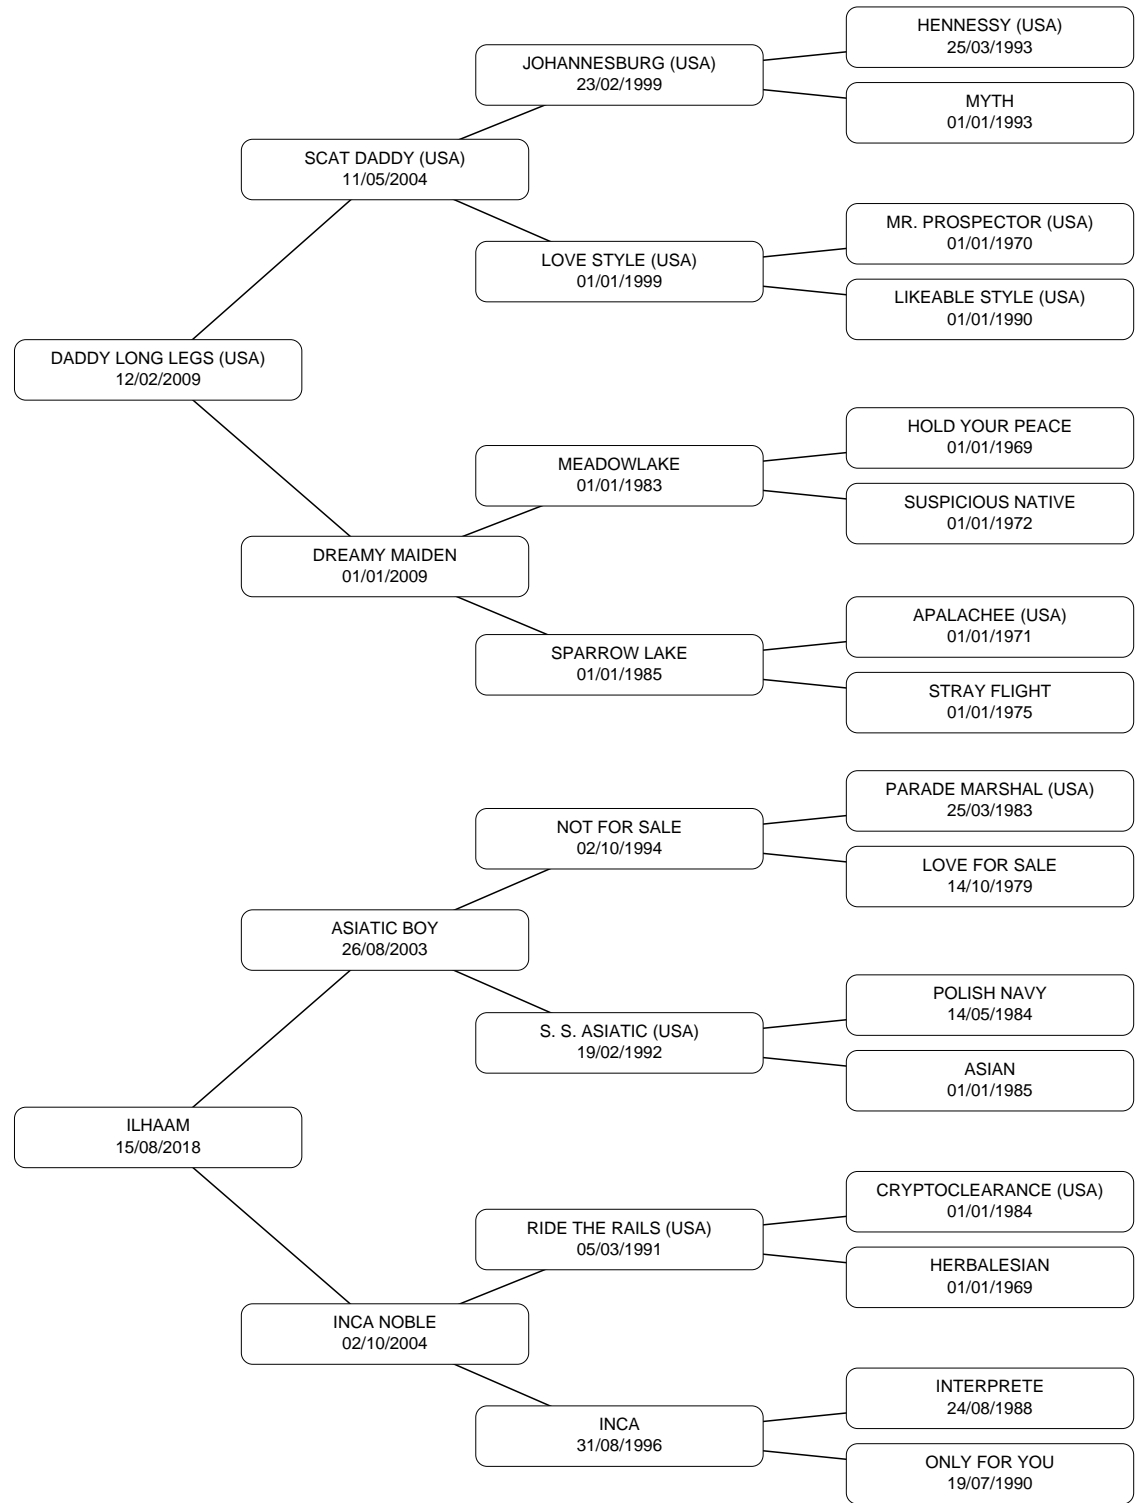 HENNESSY (USA)
25/03/1993
JOHANNESBURG (USA)
23/02/1999
MYTH
01/01/1993
SCAT DADDY (USA)
11/05/2004
MR. PROSPECTOR (USA)
01/01/1970
LOVE STYLE (USA)
01/01/1999
LIKEABLE STYLE (USA)
01/01/1990
DADDY LONG LEGS (USA)
12/02/2009
HOLD YOUR PEACE
01/01/1969
MEADOWLAKE
01/01/1983
SUSPICIOUS NATIVE
01/01/1972
DREAMY MAIDEN
01/01/2009
APALACHEE (USA)
01/01/1971
SPARROW LAKE
01/01/1985
STRAY FLIGHT
01/01/1975
PARADE MARSHAL (USA)
25/03/1983
NOT FOR SALE
02/10/1994
LOVE FOR SALE
14/10/1979
ASIATIC BOY
26/08/2003
POLISH NAVY
14/05/1984
S. S. ASIATIC (USA)
19/02/1992
ASIAN
01/01/1985
ILHAAM
15/08/2018
CRYPTOCLEARANCE (USA)
01/01/1984
RIDE THE RAILS (USA)
05/03/1991
HERBALESIAN
01/01/1969
INCA NOBLE
02/10/2004
INTERPRETE
24/08/1988
INCA
31/08/1996
ONLY FOR YOU
19/07/1990